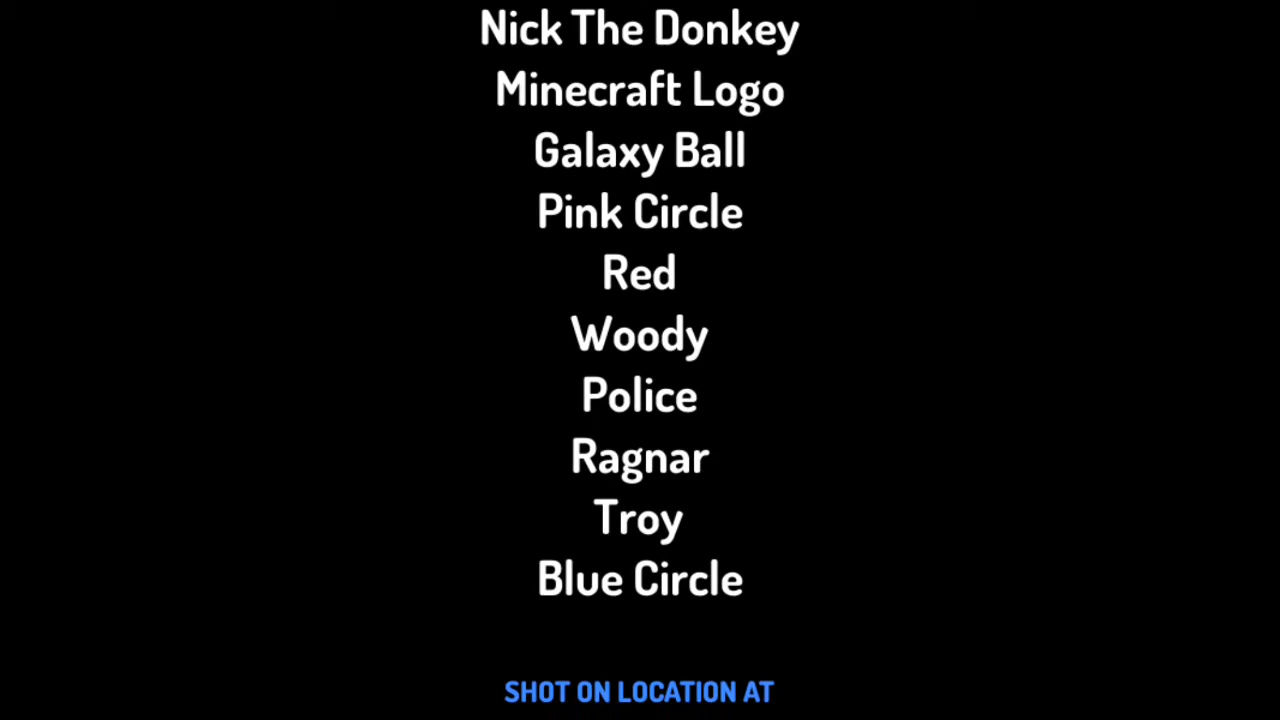 Nick The Donkey
Minecraft Logo
Galaxy Ball
Pink Circle
Red
Woody
Police
Ragnar
Troy
Blue Circle
SHOT ON LOCATION AT